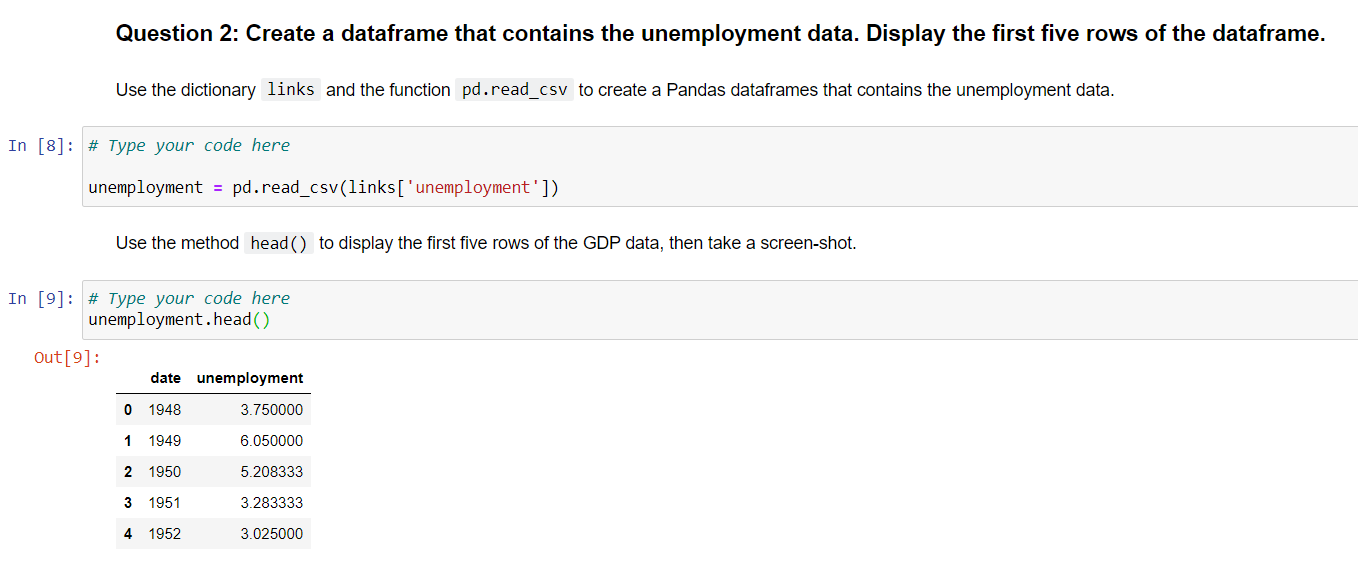 Question 2: Create a dataframe that contains the unemployment data. Display the first five rows of the dataframe.
Use the dictionary links and the function pd.read_csv to create a Pandas dataframes that contains the unemployment data.
In [8]: # Type your code here
unemployment = pd.read_csv(links['unemployment'])
Use the method head() to display the first five rows of the GDP data, then take a screen-shot.
In [9]: # Type your code here
unemployment.head()
Out[9]:
date unemployment
0 1948 3.750000
1 1949 6.050000
2 1950 5.208333
3 1951 3.283333
4 1952 3.025000